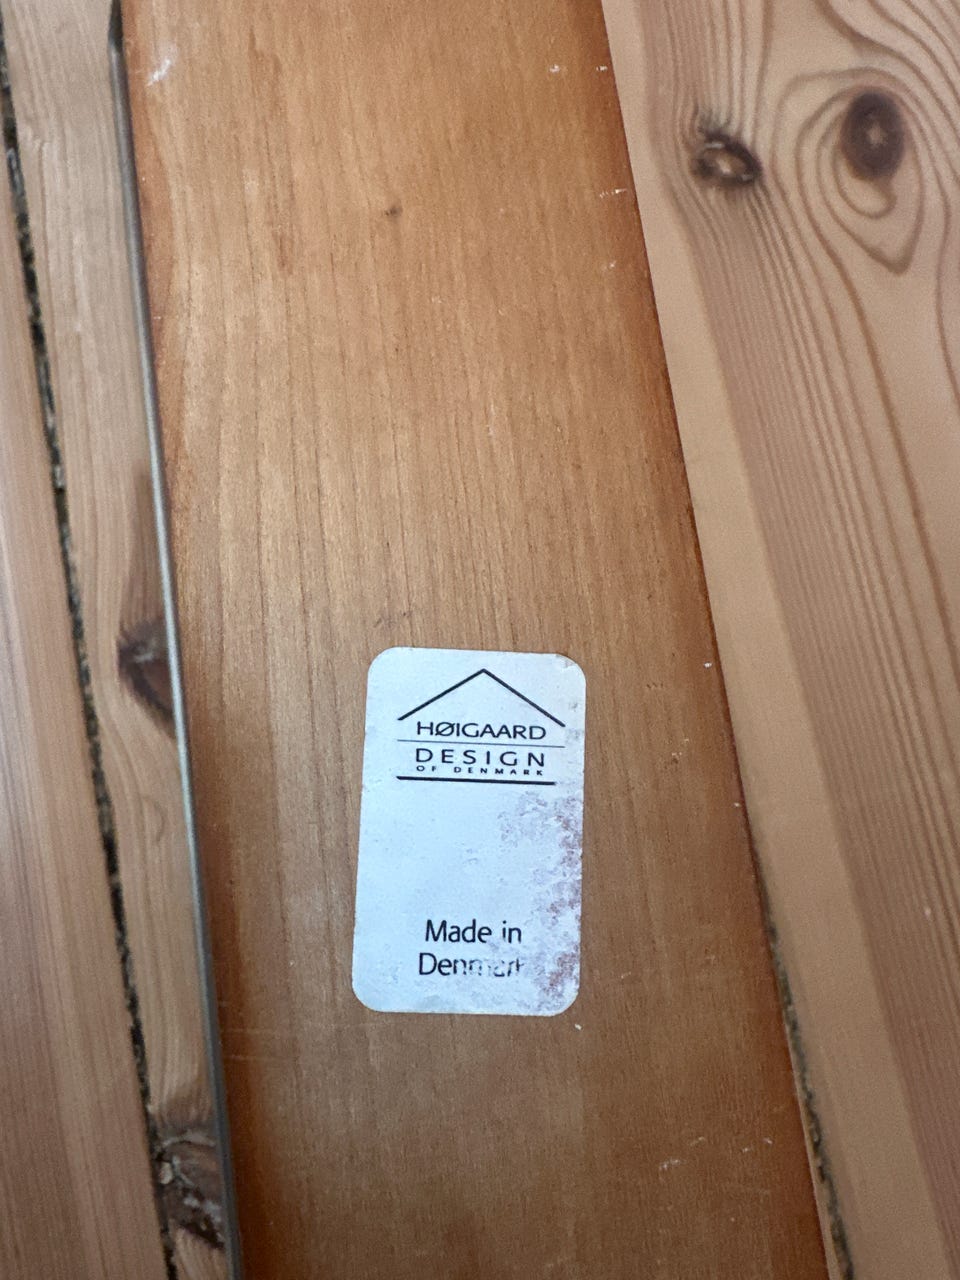 HØIGAARD
DESIGN
OF DENMARK
Made in
Denmark